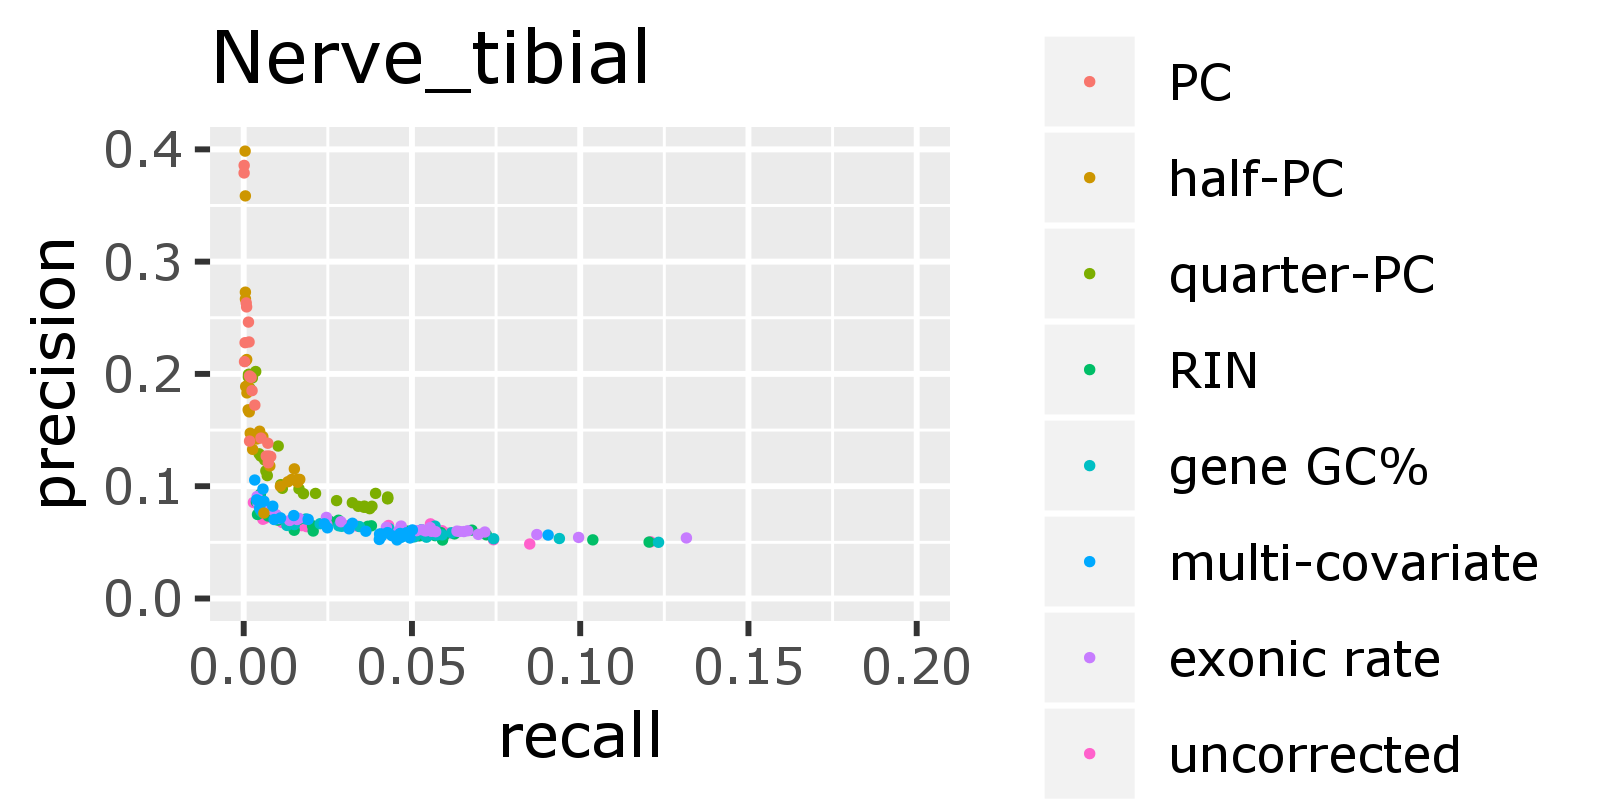 Nerve_tibial
precision
0.4
0.3
0.2
0.1
0.0
0.00 0.05 0.10 0.15 0.20
recall
PC
half-PC
quarter-PC
RIN
gene GC%
multi-covariate
exonic rate
uncorrected